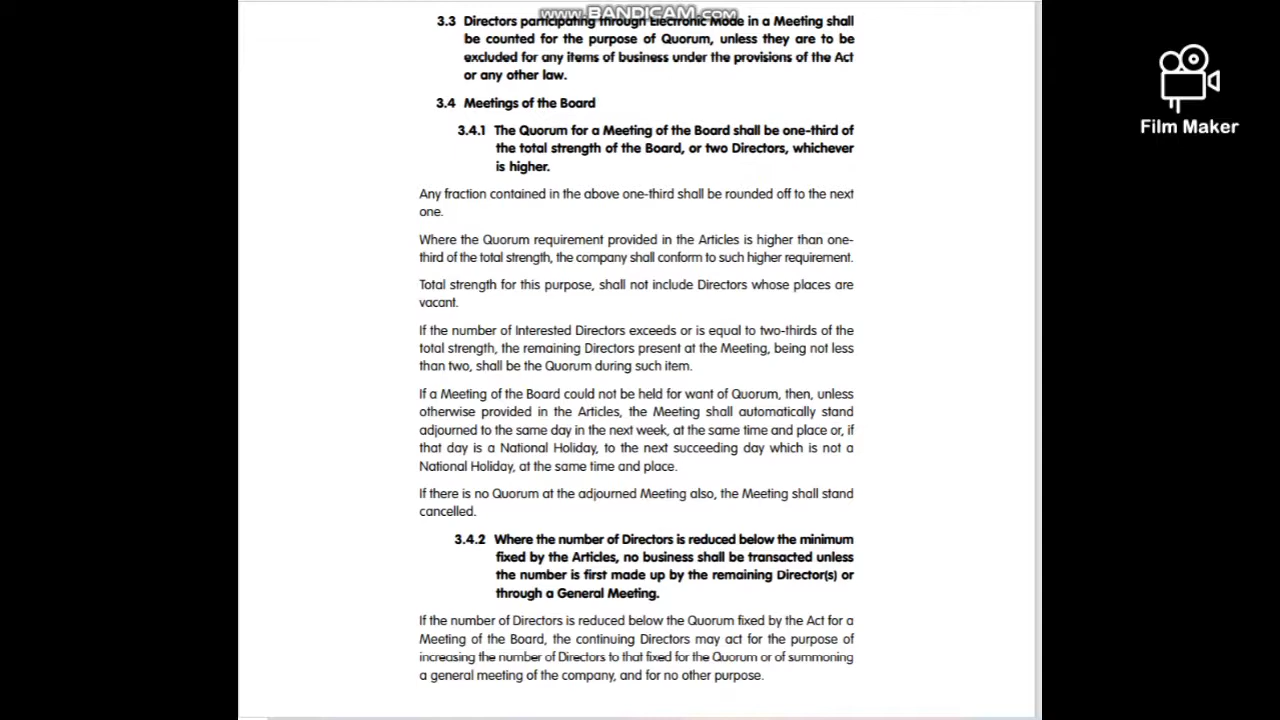 www.BANDICAM.com
3.3 Directors participating through Electronic Mode in a Meeting shall
be counted for the purpose of Quorum, unless they are to be
excluded for any items of business under the provisions of the Act
or any other law.
3.4 Meetings of the Board
3.4.1 The Quorum for a Meeting of the Board shall be one-third of
the total strength of the Board, or two Directors, whichever
is higher.
Any fraction contained in the above one-third shall be rounded off to the next
one.
Where the Quorum requirement provided in the Articles is higher than one-
third of the total strength, the company shall conform to such higher requirement.
Total strength for this purpose, shall not include Directors whose places are
vacant.
If the number of Interested Directors exceeds or is equal to two-thirds of the
total strength, the remaining Directors present at the Meeting, being not less
than two, shall be the Quorum during such item.
If a Meeting of the Board could not be held for want of Quorum, then, unless
otherwise provided in the Articles, the Meeting shall automatically stand
adjourned to the same day in the next week, at the same time and place or, if
that day is a National Holiday, to the next succeeding day which is not a
National Holiday, at the same time and place.
If there is no Quorum at the adjourned Meeting also, the Meeting shall stand
cancelled.
3.4.2 Where the number of Directors is reduced below the minimum
fixed by the Articles, no business shall be transacted unless
the number is first made up by the remaining Director(s) or
through a General Meeting.
If the number of Directors is reduced below the Quorum fixed by the Act for a
Meeting of the Board, the continuing Directors may act for the purpose of
increasing the number of Directors to that fixed for the Quorum or of summoning
a general meeting of the company, and for no other purpose.
Film Maker